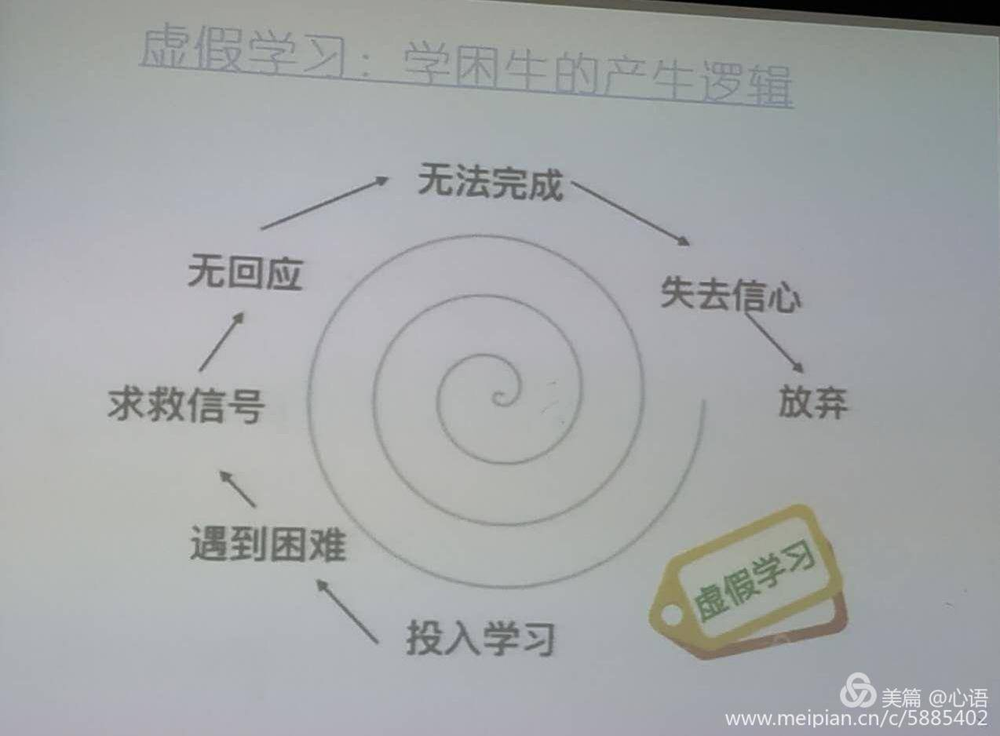 虚假学习：学困生的产生逻辑
无法完成
无回应
失去信心
求救信号
放弃
遇到困难
虚假学习
投入学习
美篇 @心语
www.meipian.cn/c/5885402